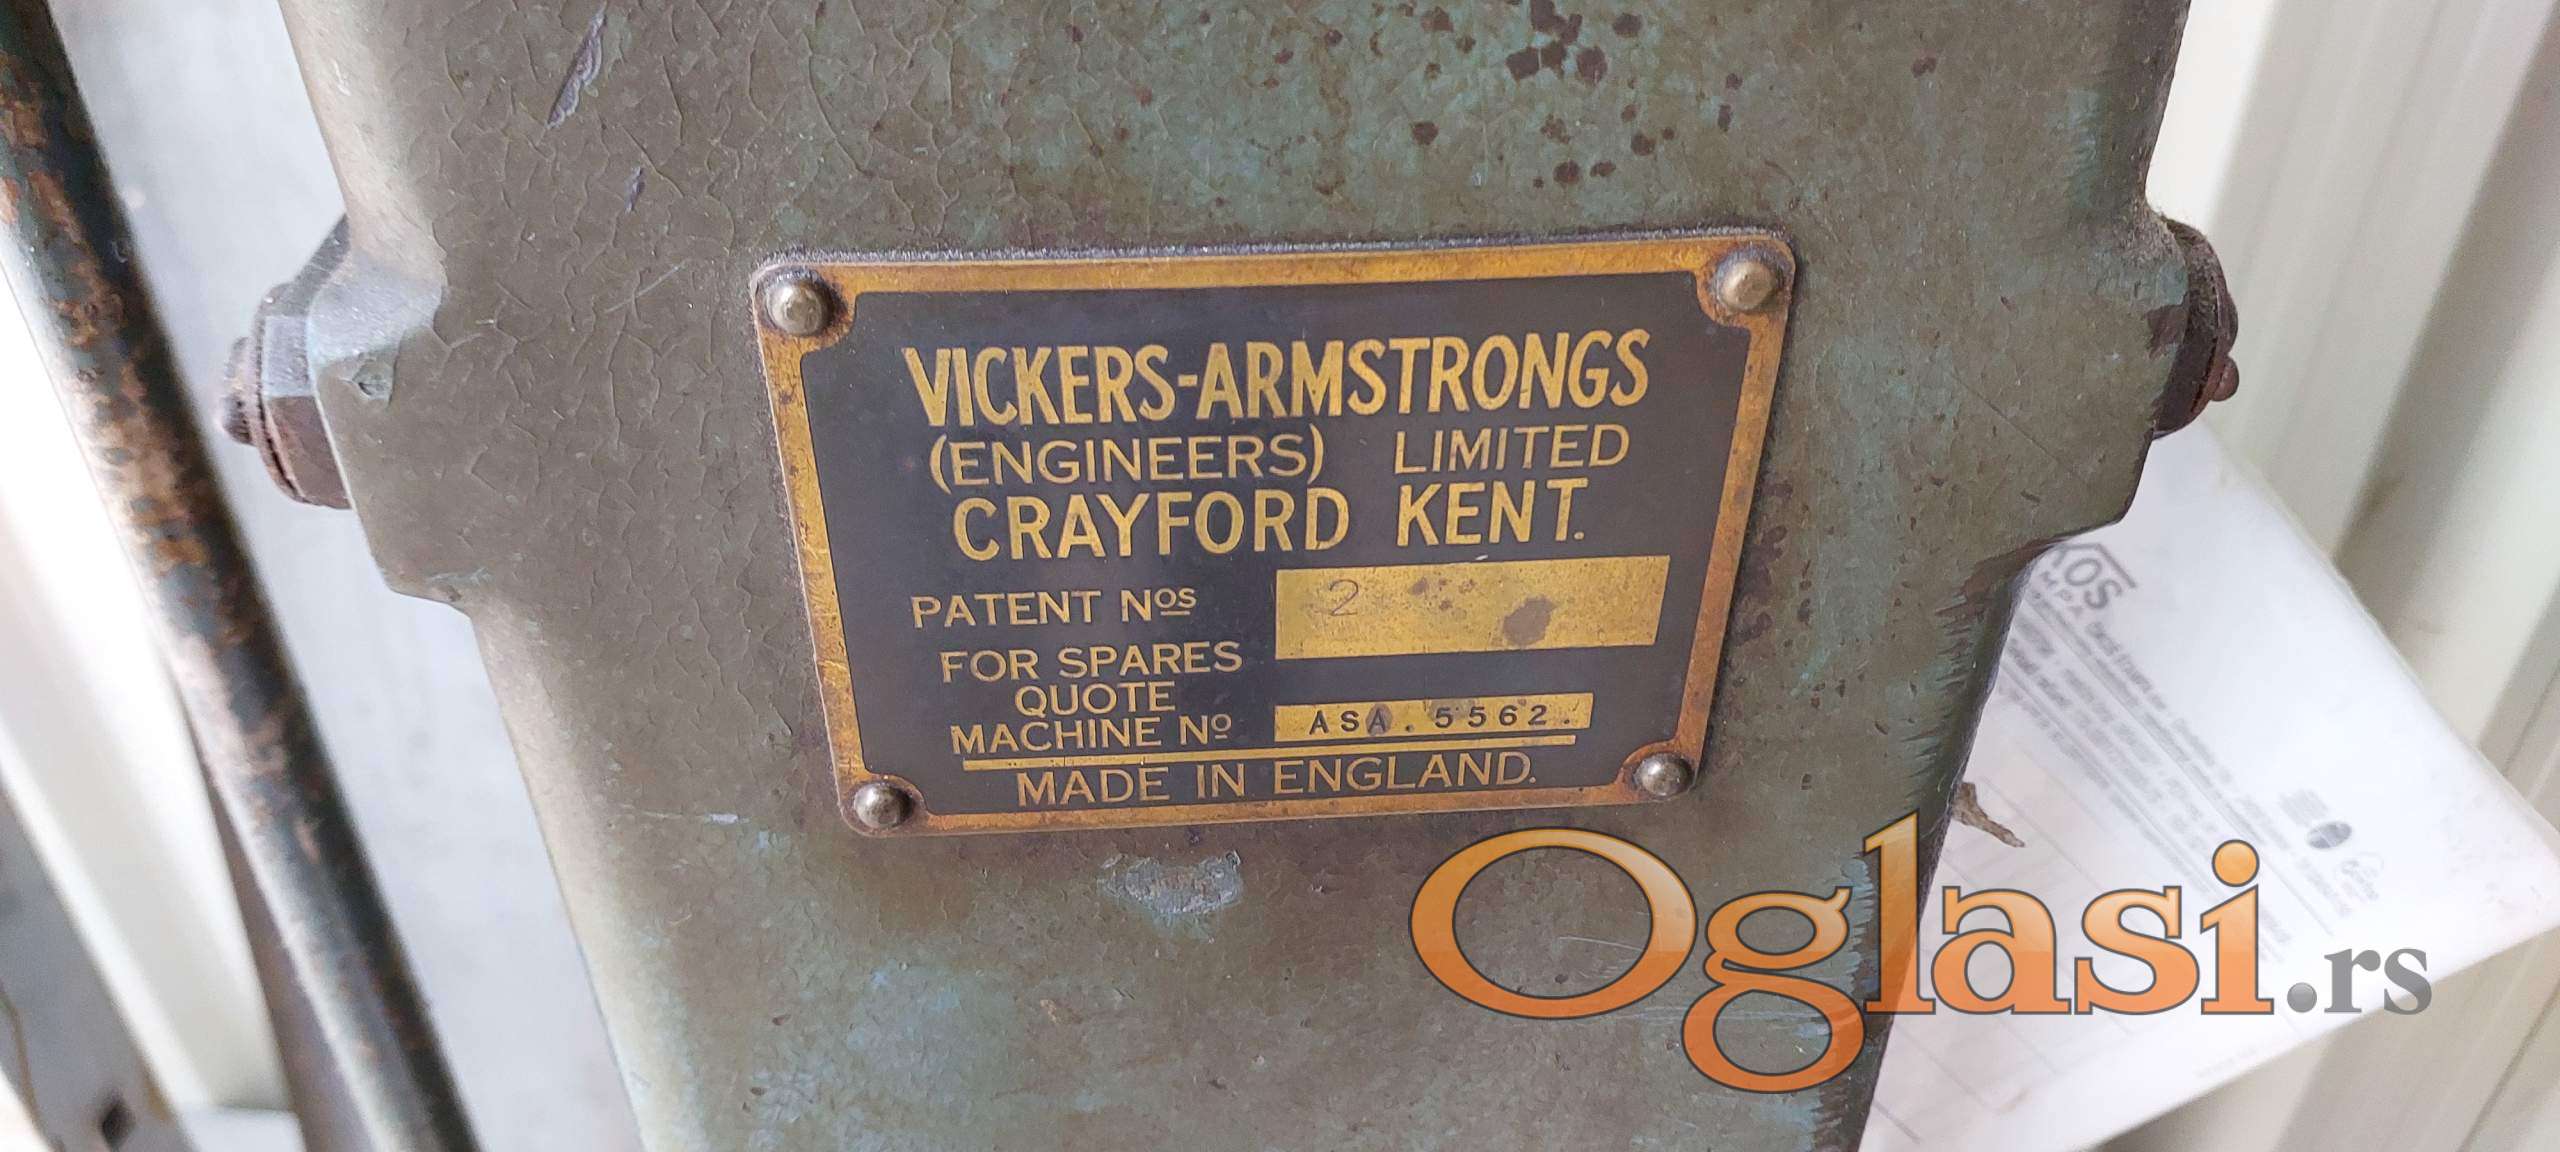 VICKERS-ARMSTRONGS
(ENGINEERS) LIMITED
CRAYFORD KENT.
PATENT Nos 2
FOR SPARES
QUOTE
MACHINE No ASA. 5562.
MADE IN ENGLAND.
Oglasi.rs